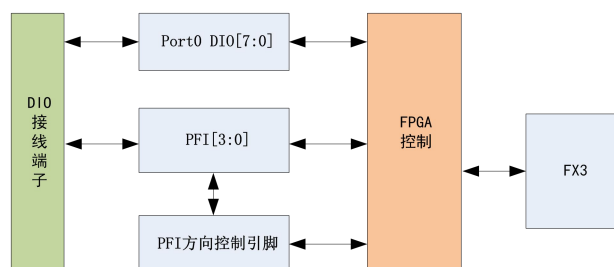 Port0 DIO[7:0]
DIO
接
线
端
子
PFI[3:0]
FPGA
控制
FX3
PFI方向控制引脚